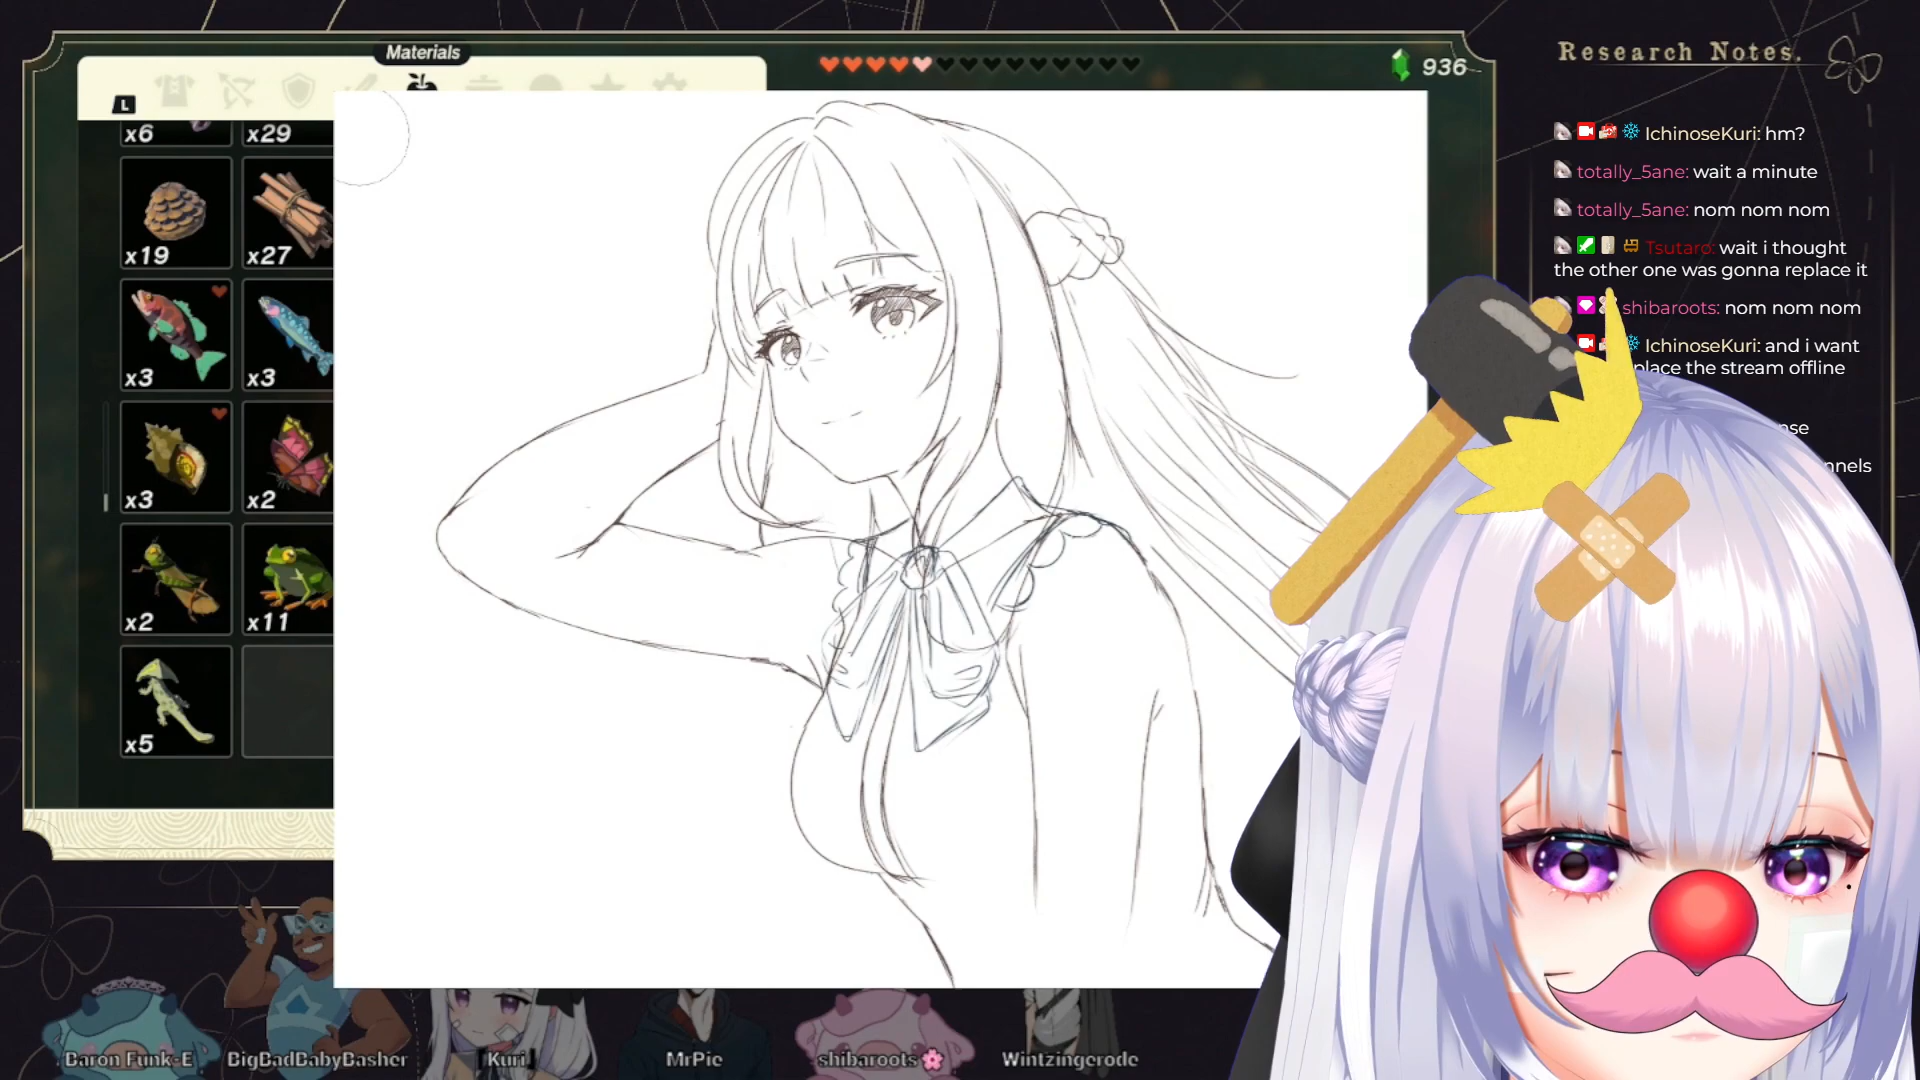 Materials
936
Research Notes.
L
x6
x29
x19
x27
x3
x3
x3
x2
x2
x11
x5
IchinoseKuri: hm?
totally_5ane: wait a minute
totally_5ane: nom nom nom
Tsutaro: wait i thought
the other one was gonna replace it
shibaroots: nom nom nom
IchinoseKuri: and i want
place the stream offline
Baron Funk-E
BigBadBabyBasher
[Kuri]
MrPie
shibaroots🌸
Wintzingerode